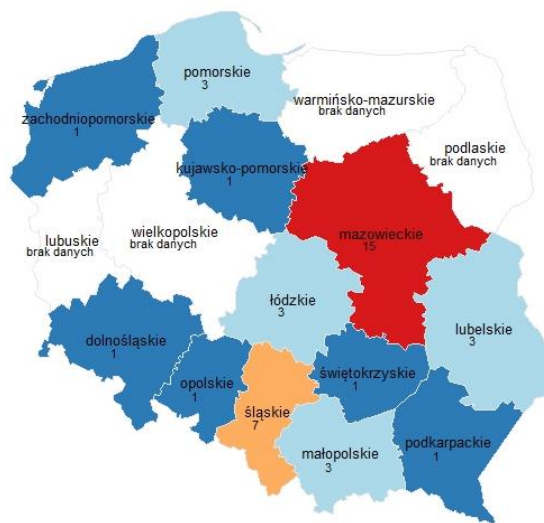 pomorskie
3
warmińsko-mazurskie
brak danych
zachodniopomorskie
1
podlaskie
brak danych
kujawsko-pomorskie
1
mazowieckie
15
wielkopolskie
brak danych
lubuskie
brak danych
łódzkie
3
lubelskie
3
dolnośląskie
1
opolskie
1
świętokrzyskie
1
śląskie
7
małopolskie
3
podkarpackie
1